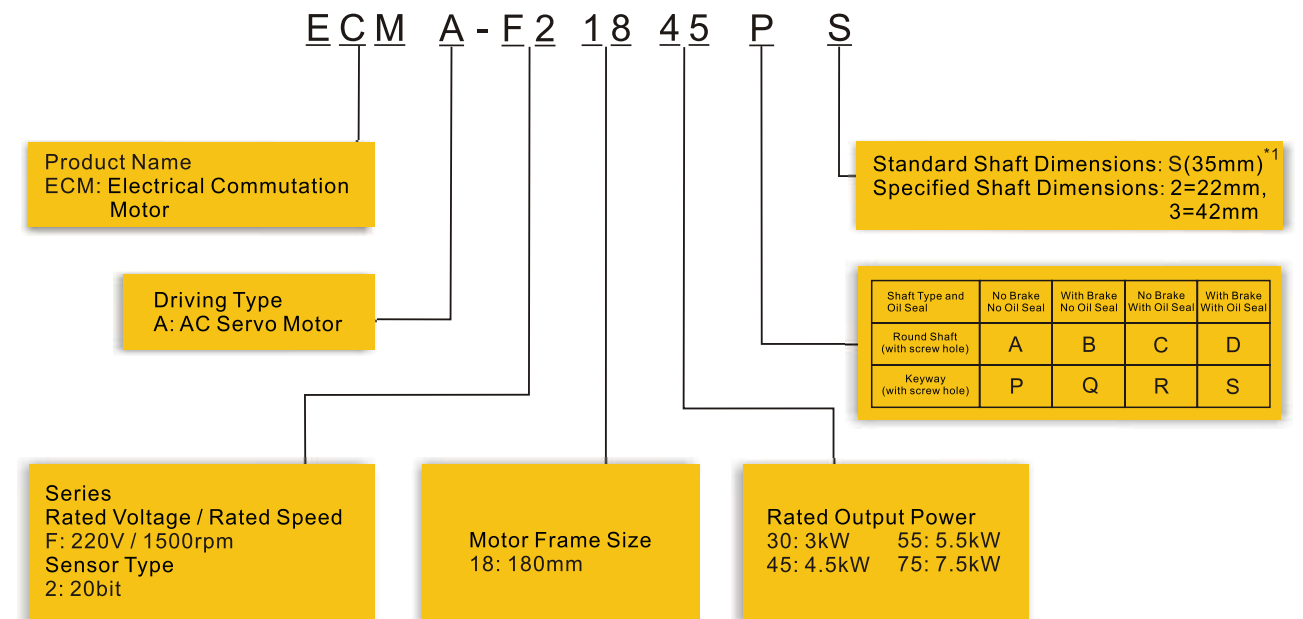 ECM A-F2 18 45 P S
Product Name
ECM: Electrical Commutation
Motor
Standard Shaft Dimensions: S(35mm)*1
Specified Shaft Dimensions: 2=22mm,
3=42mm
Driving Type
A: AC Servo Motor
Shaft Type and Oil Seal | No Brake No Oil Seal | With Brake No Oil Seal | No Brake With Oil Seal | With Brake With Oil Seal
Round Shaft (with screw hole) | A | B | C | D
Keyway (with screw hole) | P | Q | R | S
Series
Rated Voltage / Rated Speed
F: 220V / 1500rpm
Sensor Type
2: 20bit
Motor Frame Size
18: 180mm
Rated Output Power
30: 3kW 55: 5.5kW
45: 4.5kW 75: 7.5kW